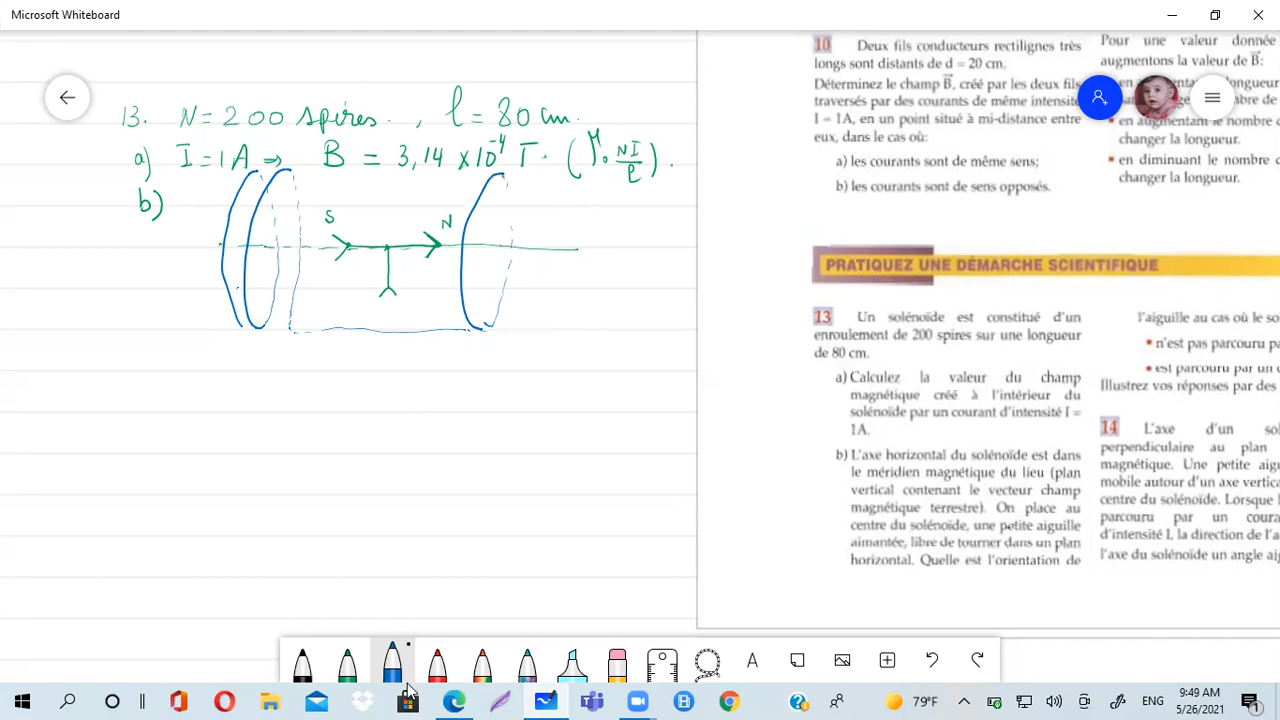 Microsoft Whiteboard
13. N = 200 spires. , l = 80 cm.
a) I = 1 A ⇒ B = 3,14 × 10⁻⁴ T. (μ₀ NI/l).
b)
S
N
10 Deux fils conducteurs rectilignes très
longs sont distants de d = 20 cm.
Déterminez le champ B⃗, créé par les deux fils
traversés par des courants de même intensité
I = 1A, en un point situé à mi-distance entre
eux, dans le cas où:
a) les courants sont de même sens;
b) les courants sont de sens opposés.
Pour une valeur donnée
augmentons la valeur de B⃗:
en augmentant le nombre d
changer la longueur.
• en diminuant le nombre d
changer la longueur.
PRATIQUEZ UNE DÉMARCHE SCIENTIFIQUE
13 Un solénoïde est constitué d'un
enroulement de 200 spires sur une longueur
de 80 cm.
a) Calculez la valeur du champ
magnétique créé à l'intérieur du
solénoïde par un courant d'intensité I =
1A.
b) L'axe horizontal du solénoïde est dans
le méridien magnétique du lieu (plan
vertical contenant le vecteur champ
magnétique terrestre). On place au
centre du solénoïde, une petite aiguille
aimantée, libre de tourner dans un plan
horizontal. Quelle est l'orientation de
l'aiguille au cas où le so
• n'est pas parcouru pa
• est parcouru par un c
Illustrez vos réponses par des
14 L'axe d'un sol
perpendiculaire au plan
magnétique. Une petite aigu
mobile autour d'un axe vertica
centre du solénoïde. Lorsque l
parcouru par un coura
d'intensité I, la direction de l'a
l'axe du solénoïde un angle aig
A
79°F
ENG
9:49 AM
5/26/2021
1